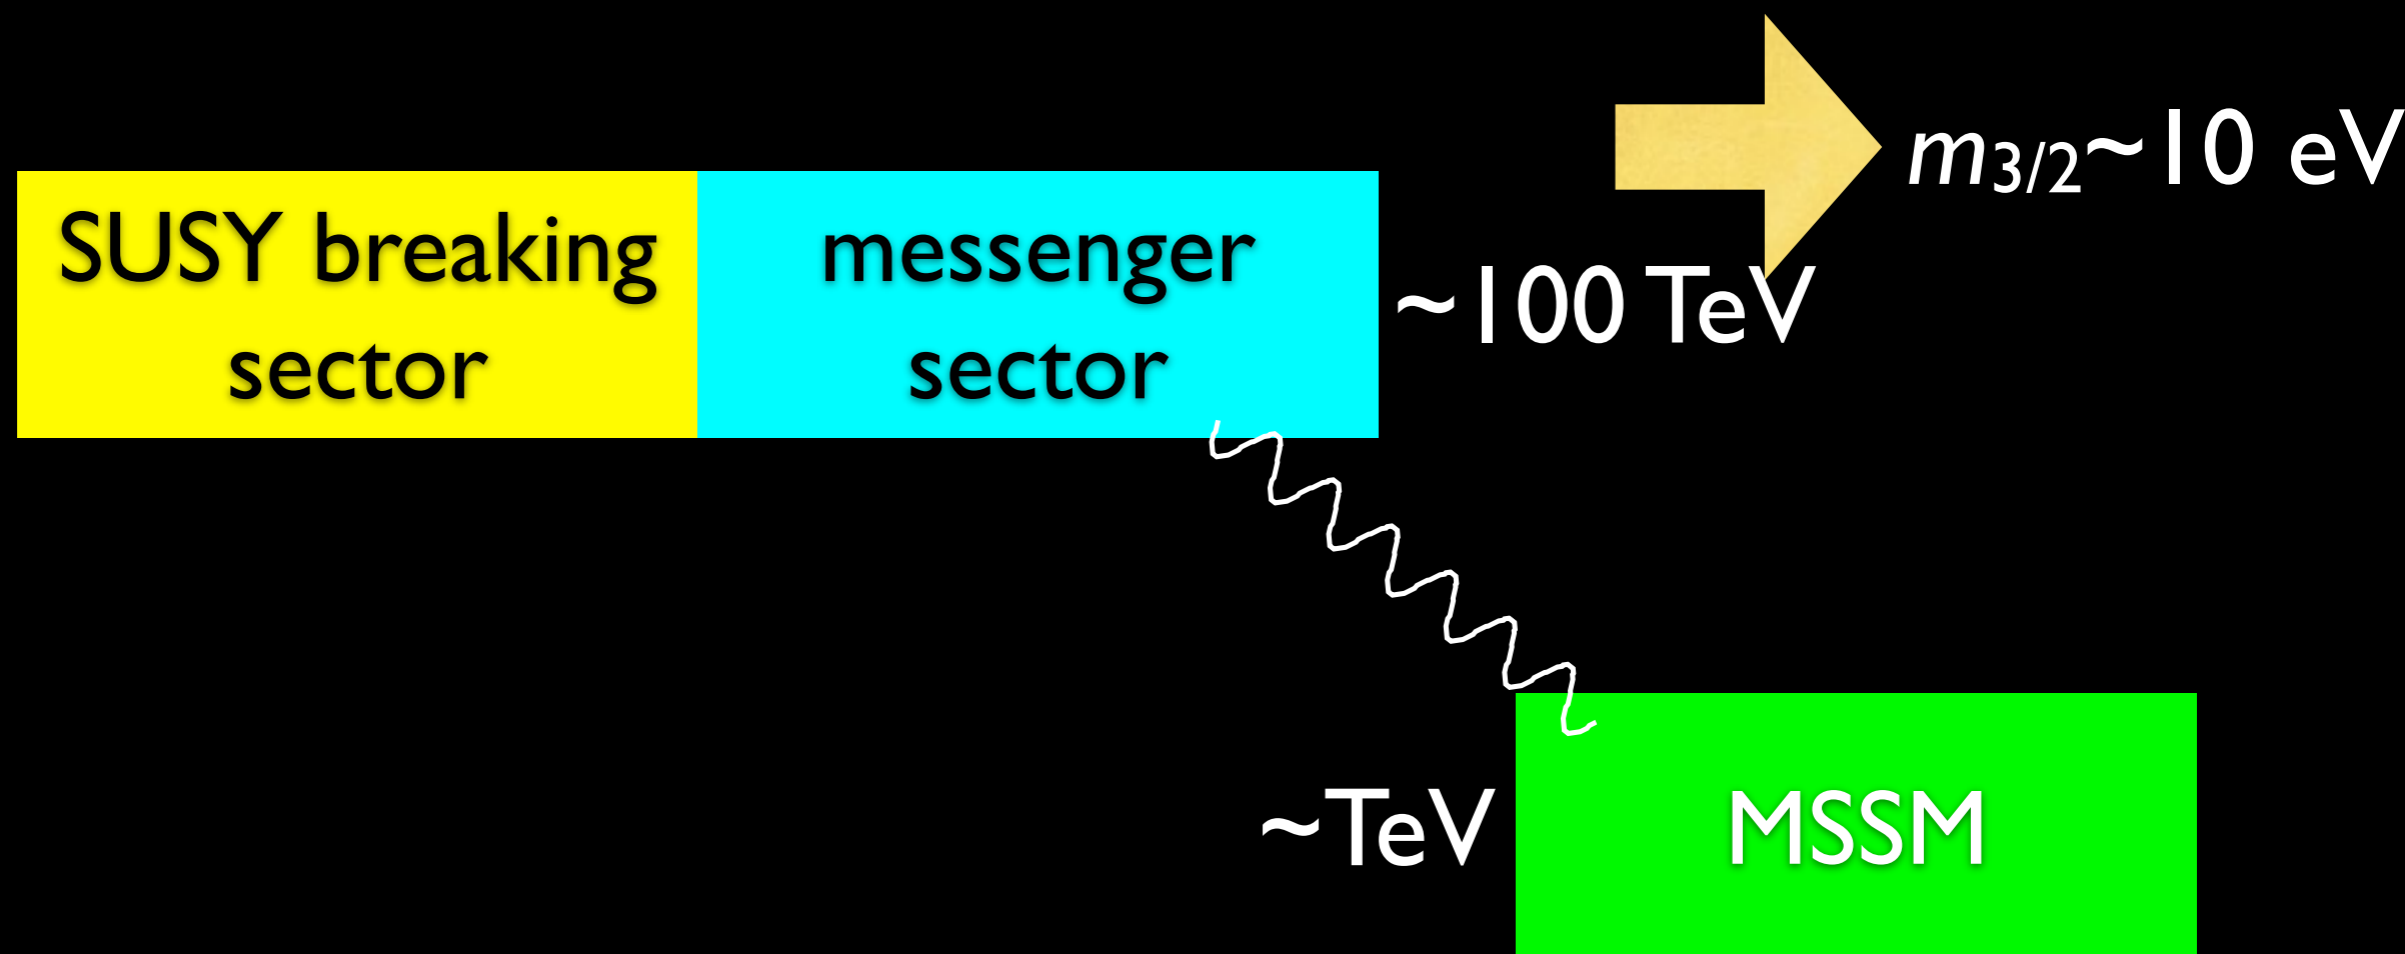 m3/2~10 eV
SUSY breaking
sector
messenger
sector
~100 TeV
~TeV
MSSM